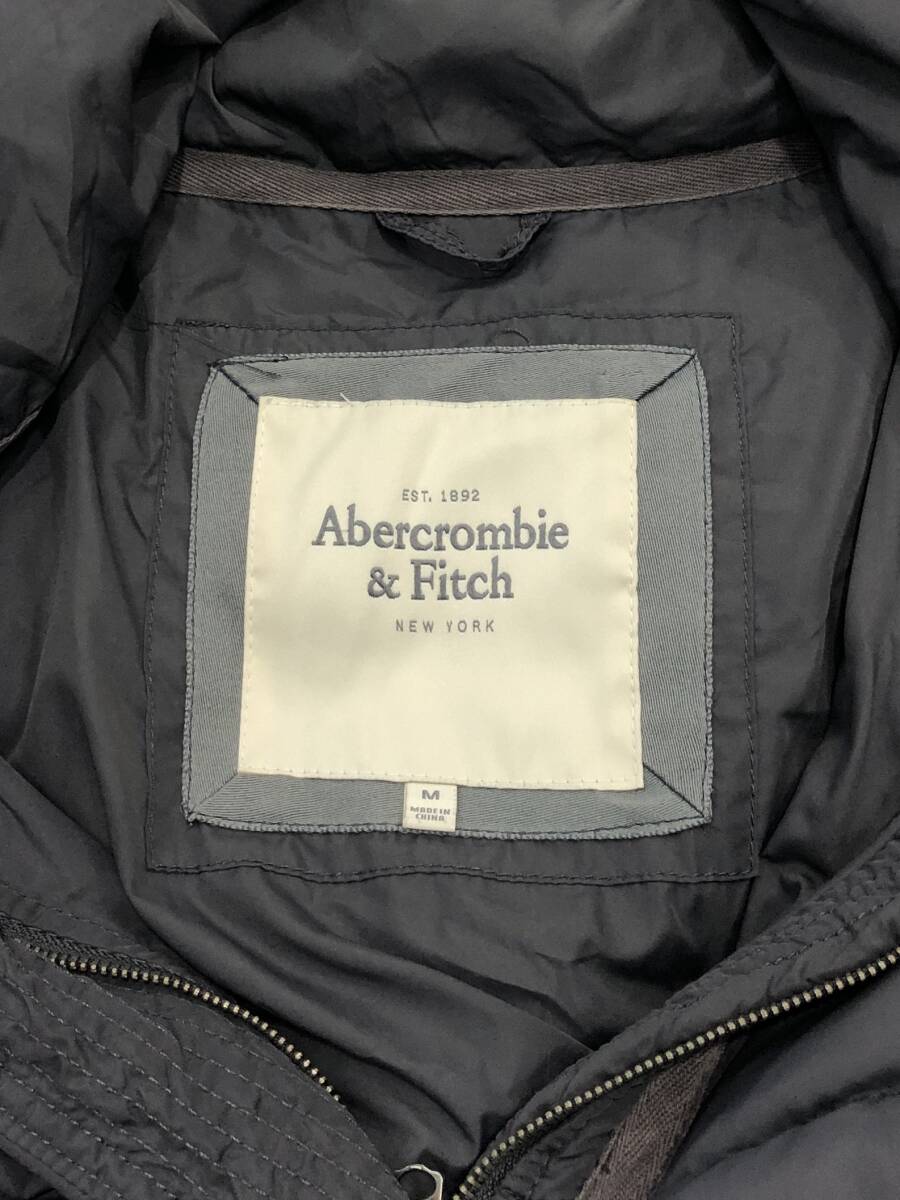 EST. 1892
Abercrombie
& Fitch
NEW YORK
M
MADE IN
CHINA